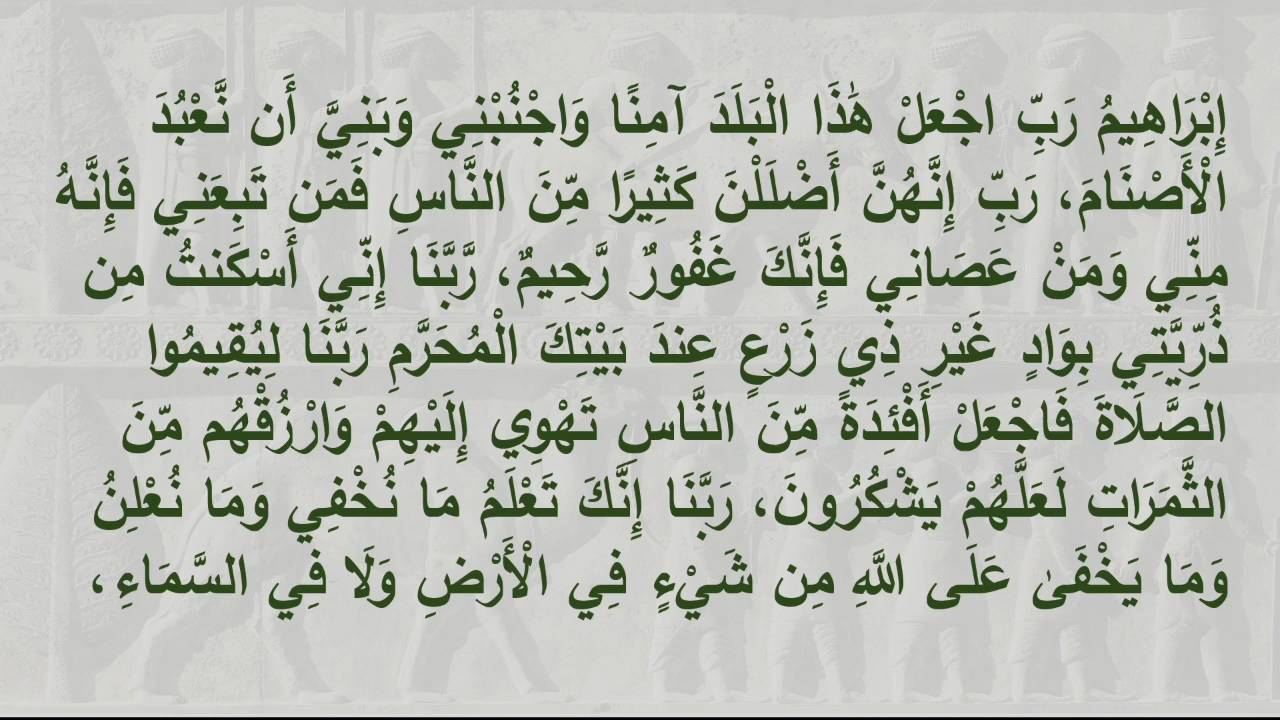 إِبْرَاهِيمُ رَبِّ اجْعَلْ هَٰذَا الْبَلَدَ آمِنًا وَاجْنُبْنِي وَبَنِيَّ أَن نَّعْبُدَ
الْأَصْنَامَ، رَبِّ إِنَّهُنَّ أَضْلَلْنَ كَثِيرًا مِّنَ النَّاسِ فَمَن تَبِعَنِي فَإِنَّهُ
مِنِّي وَمَنْ عَصَانِي فَإِنَّكَ غَفُورٌ رَّحِيمٌ، رَّبَّنَا إِنِّي أَسْكَنتُ مِن
ذُرِّيَّتِي بِوَادٍ غَيْرِ ذِي زَرْعٍ عِندَ بَيْتِكَ الْمُحَرَّمِ رَبَّنَا لِيُقِيمُوا
الصَّلَاةَ فَاجْعَلْ أَفْئِدَةً مِّنَ النَّاسِ تَهْوِي إِلَيْهِمْ وَارْزُقْهُم مِّنَ
الثَّمَرَاتِ لَعَلَّهُمْ يَشْكُرُونَ، رَبَّنَا إِنَّكَ تَعْلَمُ مَا نُخْفِي وَمَا نُعْلِنُ
وَمَا يَخْفَىٰ عَلَى اللَّهِ مِن شَيْءٍ فِي الْأَرْضِ وَلَا فِي السَّمَاءِ،